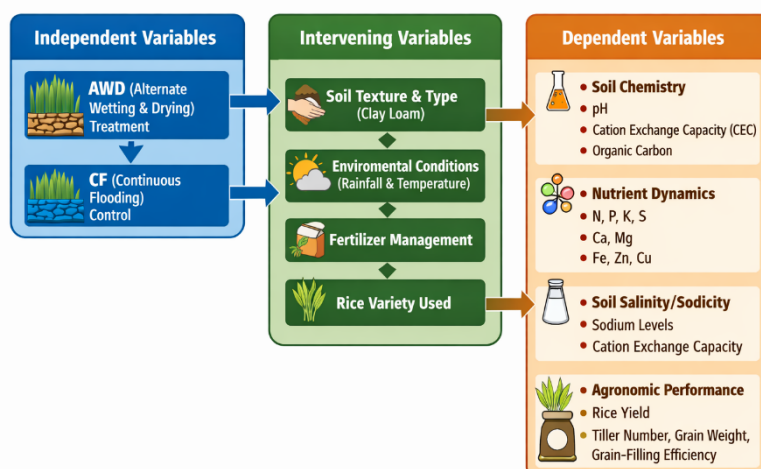 Independent Variables
AWD (Alternate
Wetting & Drying)
Treatment
CF (Continuous
Flooding)
Control
Intervening Variables
Soil Texture & Type
(Clay Loam)
Enviromental Conditions
(Rainfall & Temperature)
Fertilizer Management
Rice Variety Used
Dependent Variables
• Soil Chemistry
• pH
• Cation Exchange Capacity (CEC)
• Organic Carbon
• Nutrient Dynamics
• N, P, K, S
• Ca, Mg
• Fe, Zn, Cu
• Soil Salinity/Sodicity
• Sodium Levels
• Cation Exchange Capacity
• Agronomic Performance
• Rice Yield
• Tiller Number, Grain Weight,
Grain-Filling Efficiency